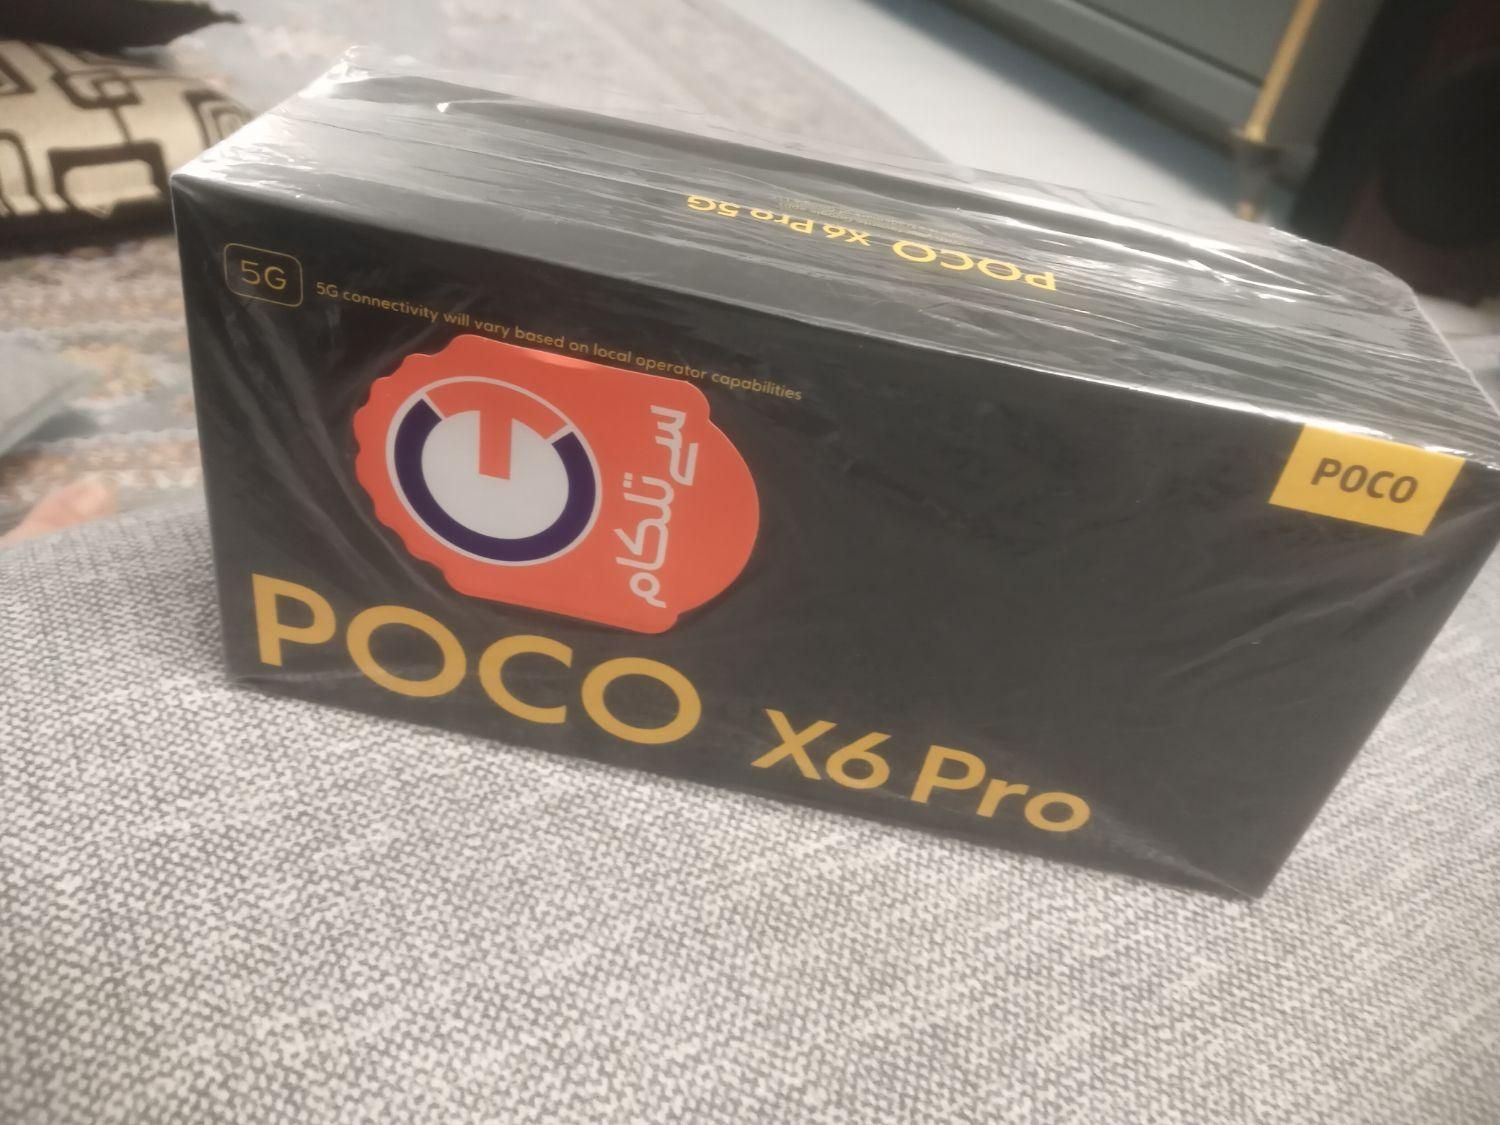 POCO X6 Pro 5G
5G
5G connectivity will vary based on local operator capabilities
POCO
سی‌تلکام
POCO X6 Pro